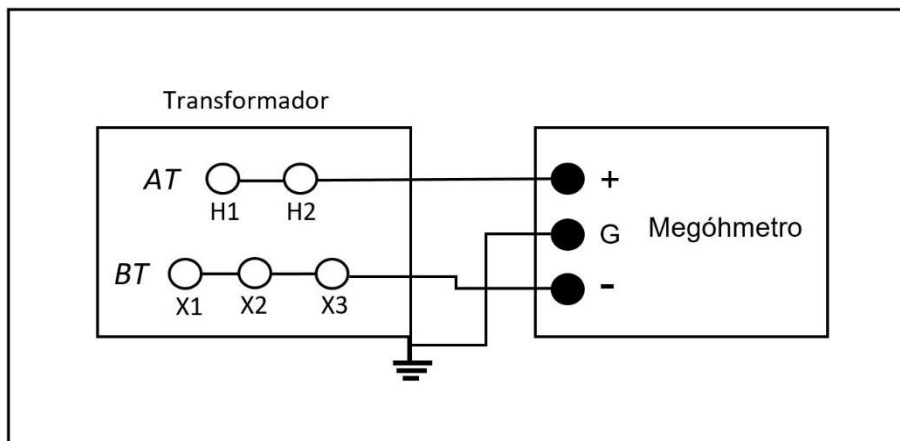 Transformador
AT
H1 H2
+
G
Megóhmetro
BT
-
X1 X2 X3